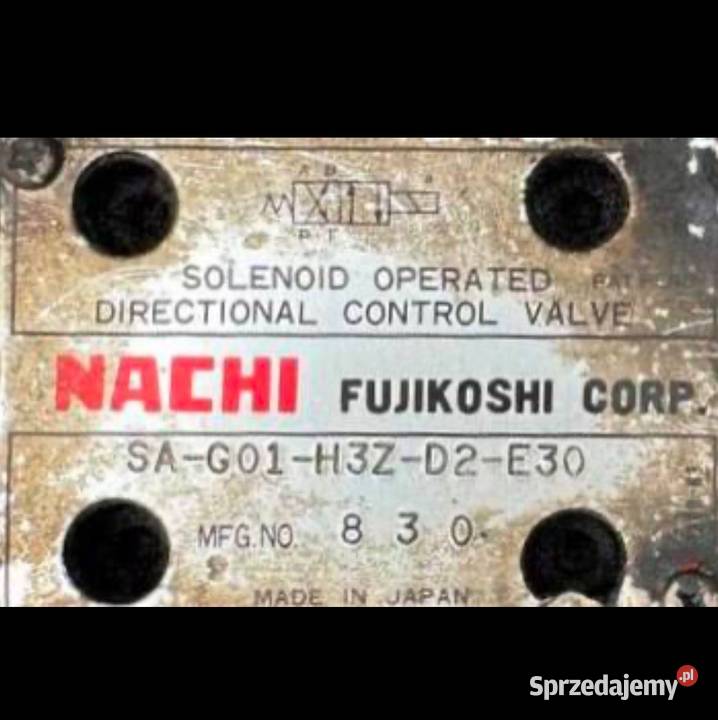 SOLENOID OPERATED
DIRECTIONAL CONTROL VALVE
NACHI FUJIKOSHI CORP.
SA-G01-H3Z-D2-E30
MFG.NO. 8 3 0
MADE IN JAPAN
Sprzedajemy.pl